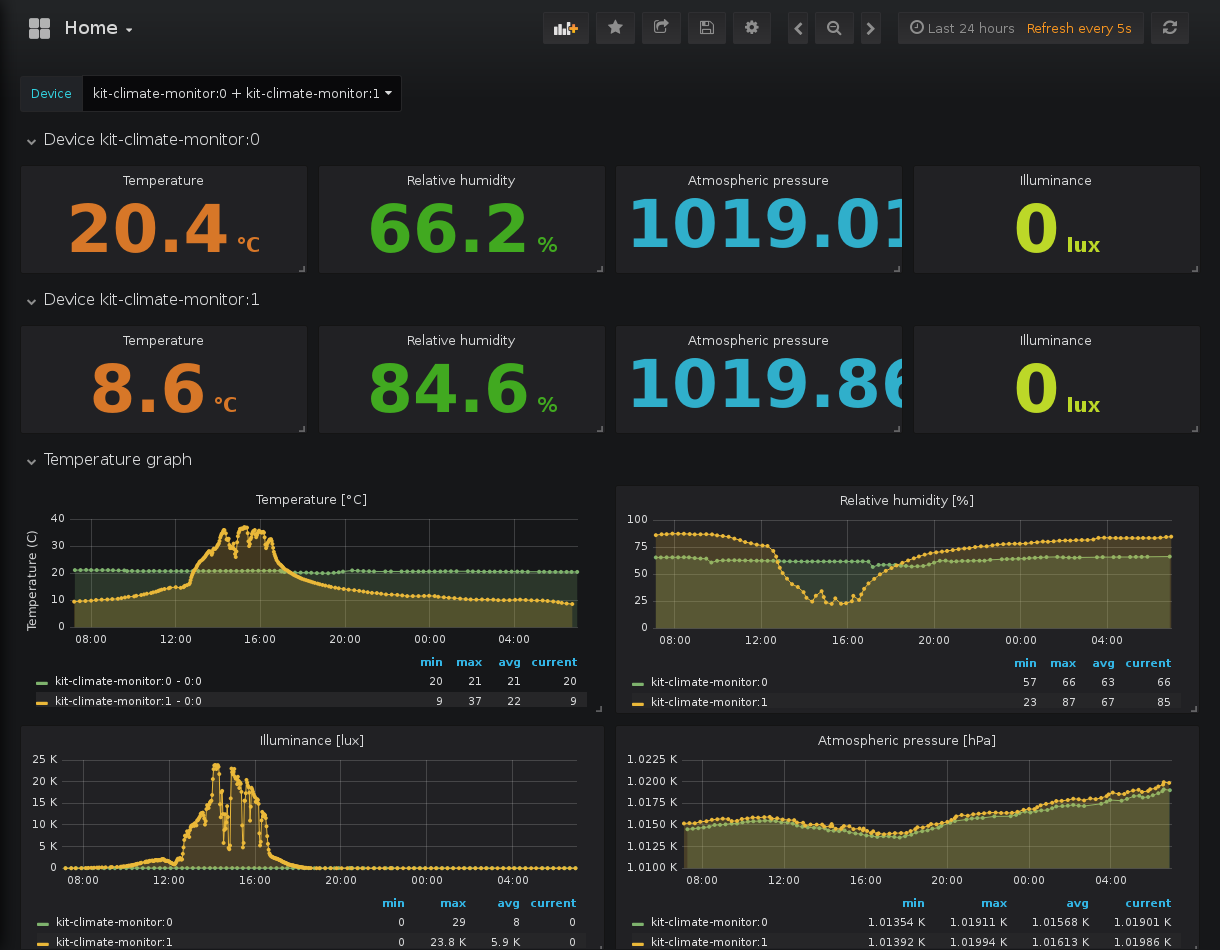 Home
Last 24 hours Refresh every 5s
Device kit-climate-monitor:0 + kit-climate-monitor:1
Device kit-climate-monitor:0
Temperature Relative humidity Atmospheric pressure Illuminance
20.4 °C 66.2 % 1019.01 0 lux
Device kit-climate-monitor:1
Temperature Relative humidity Atmospheric pressure Illuminance
8.6 °C 84.6 % 1019.86 0 lux
Temperature graph
Temperature [°C]
Temperature (C)
40
30
20
10
0
08:00 12:00 16:00 20:00 00:00 04:00
min max avg current
kit-climate-monitor:0 - 0:0 20 21 21 20
kit-climate-monitor:1 - 0:0 9 37 22 9
Relative humidity [%]
100
75
50
25
0
08:00 12:00 16:00 20:00 00:00 04:00
min max avg current
kit-climate-monitor:0 57 66 63 66
kit-climate-monitor:1 23 87 67 85
Illuminance [lux]
25 K
20 K
15 K
10 K
5 K
0
08:00 12:00 16:00 20:00 00:00 04:00
min max avg current
kit-climate-monitor:0 0 29 8 0
kit-climate-monitor:1 0 23.8 K 5.9 K 0
Atmospheric pressure [hPa]
1.0225 K
1.0200 K
1.0175 K
1.0150 K
1.0125 K
1.0100 K
08:00 12:00 16:00 20:00 00:00 04:00
min max avg current
kit-climate-monitor:0 1.01354 K 1.01911 K 1.01568 K 1.01901 K
kit-climate-monitor:1 1.01392 K 1.01994 K 1.01613 K 1.01986 K